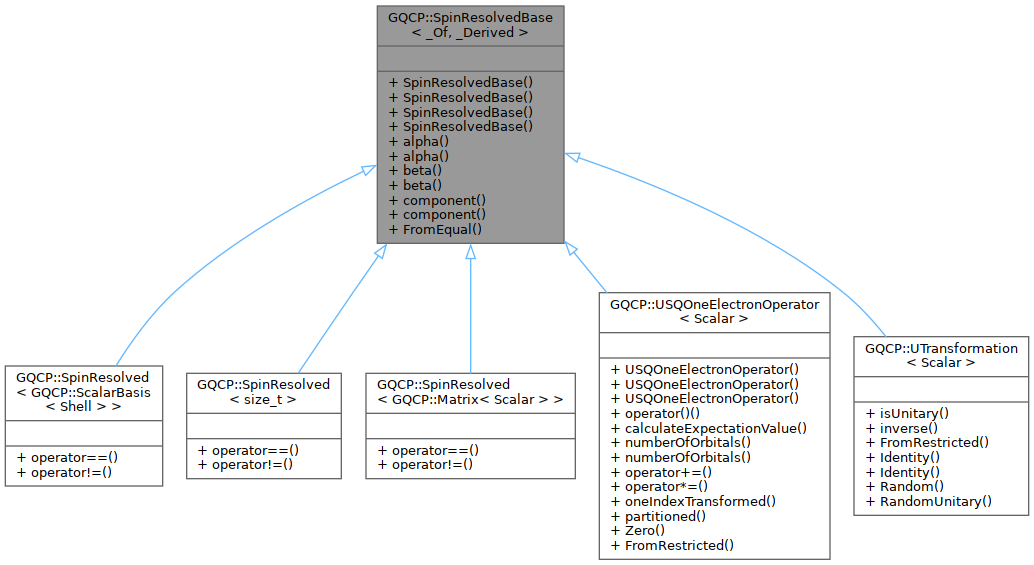 GQCP::SpinResolvedBase
< _Of, _Derived >
+ SpinResolvedBase()
+ SpinResolvedBase()
+ SpinResolvedBase()
+ SpinResolvedBase()
+ alpha()
+ alpha()
+ beta()
+ beta()
+ component()
+ component()
+ FromEqual()
GQCP::SpinResolved
< GQCP::ScalarBasis
< Shell > >
+ operator==()
+ operator!=()
GQCP::SpinResolved
< size_t >
+ operator==()
+ operator!=()
GQCP::SpinResolved
< GQCP::Matrix< Scalar > >
+ operator==()
+ operator!=()
GQCP::USQOneElectronOperator
< Scalar >
+ USQOneElectronOperator()
+ USQOneElectronOperator()
+ USQOneElectronOperator()
+ operator()()
+ calculateExpectationValue()
+ numberOfOrbitals()
+ numberOfOrbitals()
+ operator+=()
+ operator*=()
+ oneIndexTransformed()
+ partitioned()
+ Zero()
+ FromRestricted()
GQCP::UTransformation
< Scalar >
+ isUnitary()
+ inverse()
+ FromRestricted()
+ Identity()
+ Identity()
+ Random()
+ RandomUnitary()